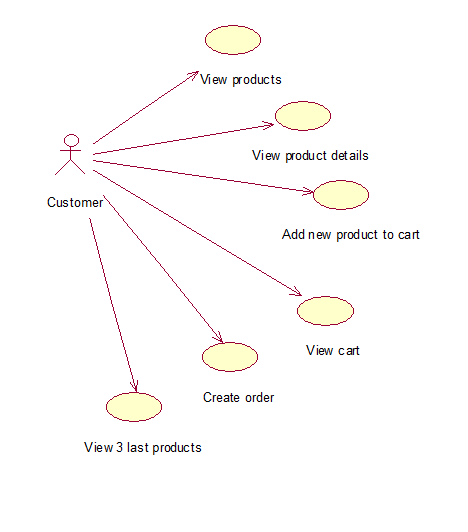 View products
View product details
Customer
Add new product to cart
View cart
Create order
View 3 last products